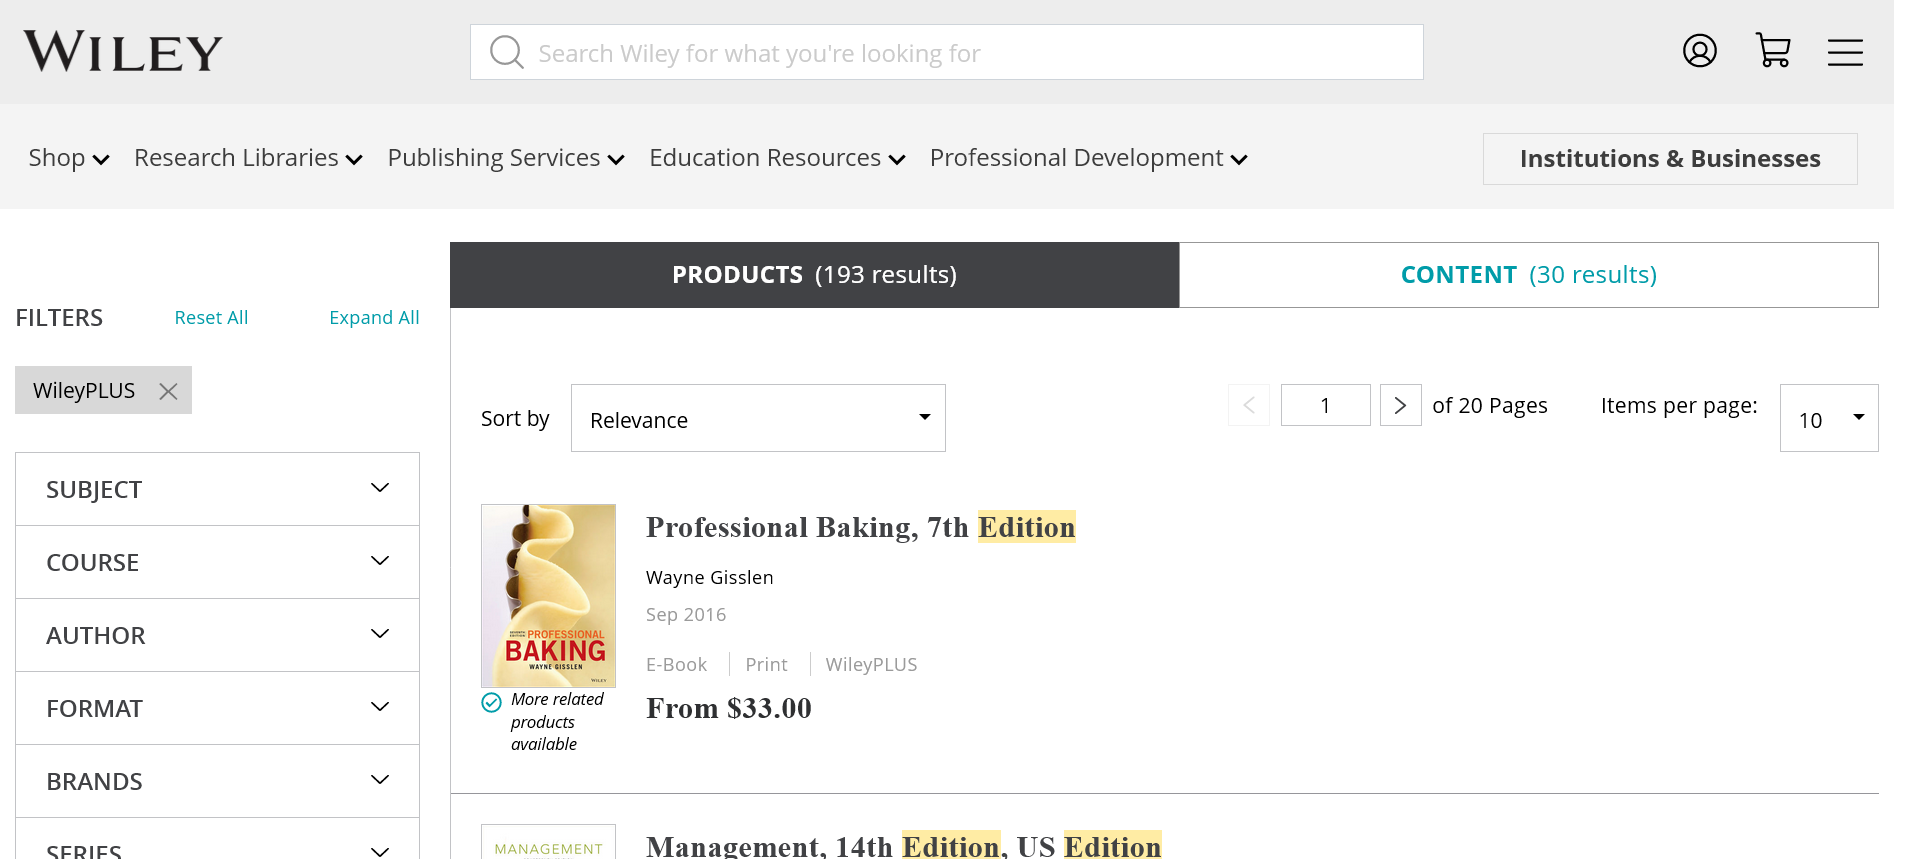 WILEY
Search Wiley for what you're looking for
Shop
Research Libraries
Publishing Services
Education Resources
Professional Development
Institutions & Businesses
PRODUCTS (193 results)
CONTENT (30 results)
FILTERS
Reset All
Expand All
WileyPLUS
SUBJECT
COURSE
AUTHOR
FORMAT
BRANDS
SERIES
Sort by
Relevance
1
of 20 Pages
Items per page:
10
SEVENTH EDITION PROFESSIONAL
BAKING
WAYNE GISSLEN
WILEY
More related
products
available
Professional Baking, 7th Edition
Wayne Gisslen
Sep 2016
E-Book
Print
WileyPLUS
From $33.00
MANAGEMENT
Management, 14th Edition, US Edition